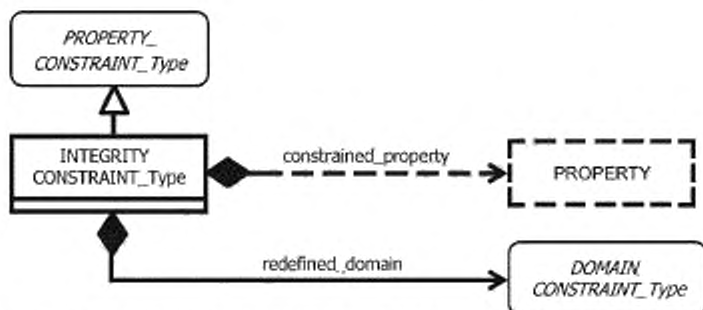 PROPERTY_
CONSTRAINT_Type
INTEGRITY
CONSTRAINT_Type
constrained_property
PROPERTY
redefined_domain
DOMAIN_
CONSTRAINT_Type